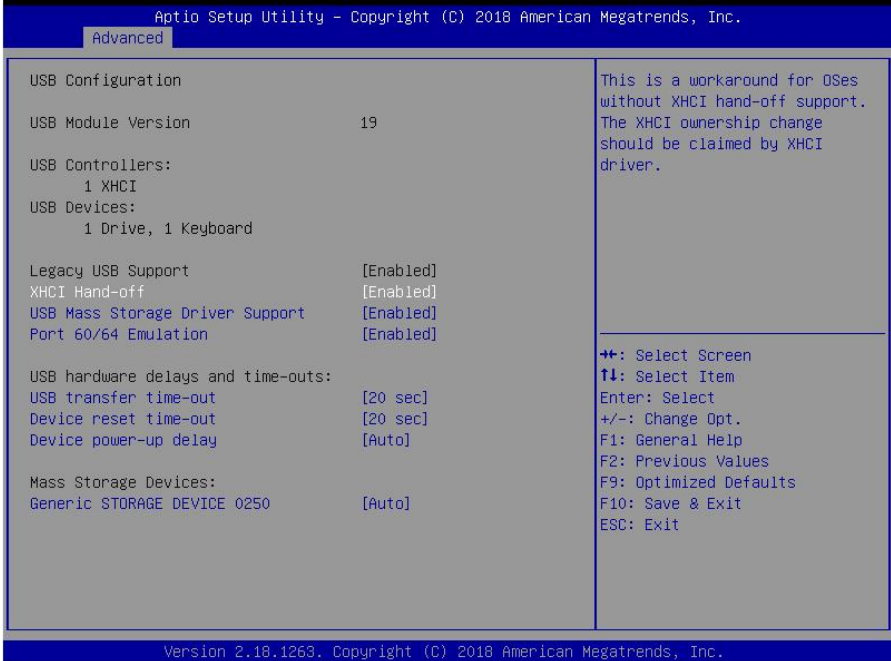 Aptio Setup Utility – Copyright (C) 2018 American Megatrends, Inc.
Advanced
USB Configuration
USB Module Version 19
USB Controllers:
1 XHCI
USB Devices:
1 Drive, 1 Keyboard
Legacy USB Support [Enabled]
XHCI Hand-off [Enabled]
USB Mass Storage Driver Support [Enabled]
Port 60/64 Emulation [Enabled]
USB hardware delays and time-outs:
USB transfer time-out [20 sec]
Device reset time-out [20 sec]
Device power-up delay [Auto]
Mass Storage Devices:
Generic STORAGE DEVICE 0250 [Auto]
This is a workaround for OSes
without XHCI hand-off support.
The XHCI ownership change
should be claimed by XHCI
driver.
→←: Select Screen
↑↓: Select Item
Enter: Select
+/-: Change Opt.
F1: General Help
F2: Previous Values
F9: Optimized Defaults
F10: Save & Exit
ESC: Exit
Version 2.18.1263. Copyright (C) 2018 American Megatrends, Inc.